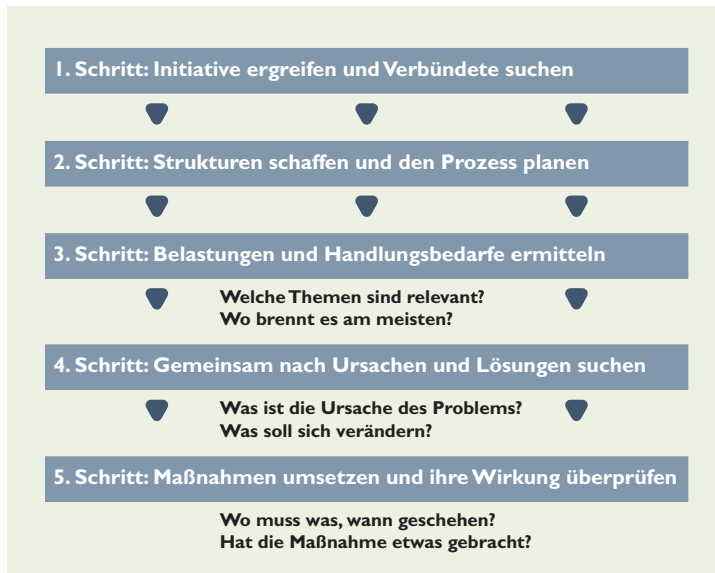 1. Schritt: Initiative ergreifen und Verbündete suchen
2. Schritt: Strukturen schaffen und den Prozess planen
3. Schritt: Belastungen und Handlungsbedarfe ermitteln
Welche Themen sind relevant?
Wo brennt es am meisten?
4. Schritt: Gemeinsam nach Ursachen und Lösungen suchen
Was ist die Ursache des Problems?
Was soll sich verändern?
5. Schritt: Maßnahmen umsetzen und ihre Wirkung überprüfen
Wo muss was, wann geschehen?
Hat die Maßnahme etwas gebracht?